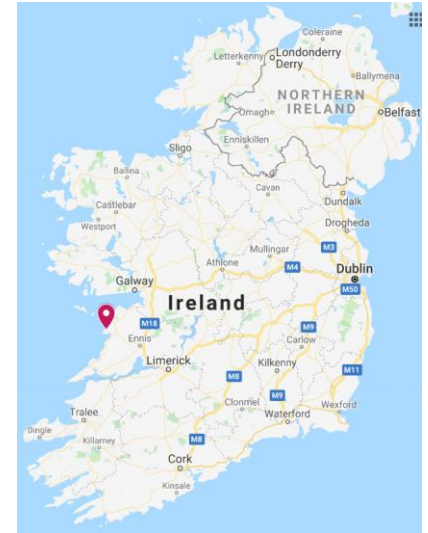 Coleraine
Letterkenny
Londonderry
Derry
Ballymena
NORTHERN
IRELAND
Omagh
Belfast
Enniskillen
Sligo
Ballina
Cavan
Dundalk
Castlebar
Westport
Drogheda
Mullingar
M3
Athlone
M4
Dublin
Galway
M50
Ireland
M18
M9
Ennis
Carlow
Limerick
Kilkenny
M8
M11
M9
Clonmel
Wexford
Tralee
Waterford
Dingle
Killarney
M8
Cork
Kinsale